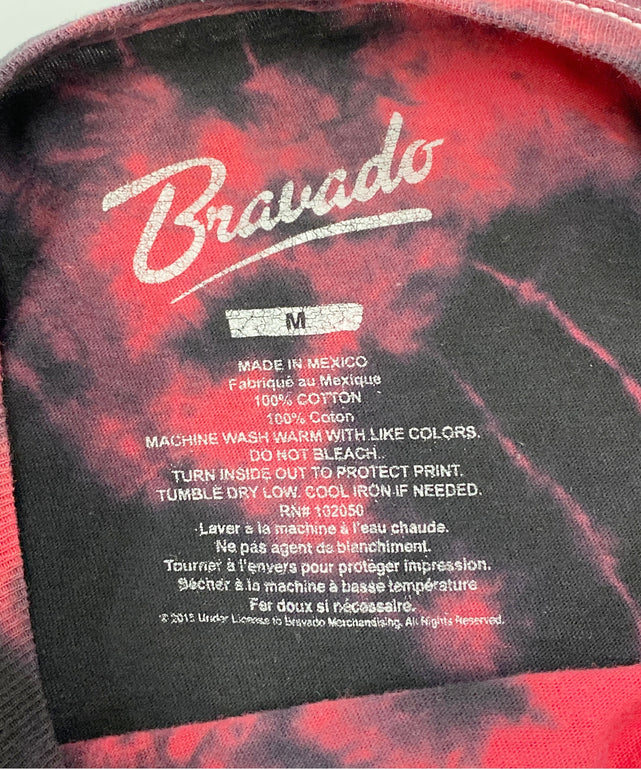 Bravado
M
MADE IN MEXICO
Fabriqué au Mexique
100% COTTON
100% Coton
MACHINE WASH WARM WITH LIKE COLORS.
DO NOT BLEACH.
TURN INSIDE OUT TO PROTECT PRINT.
TUMBLE DRY LOW. COOL IRON IF NEEDED.
RN# 102050
Laver à la machine à l'eau chaude.
Ne pas agent de blanchiment.
Tourner à l'envers pour protéger impression.
Sécher à la machine à basse température
Fer doux si nécessaire.
© 2015 Under License to Bravado Merchandising. All Rights Reserved.